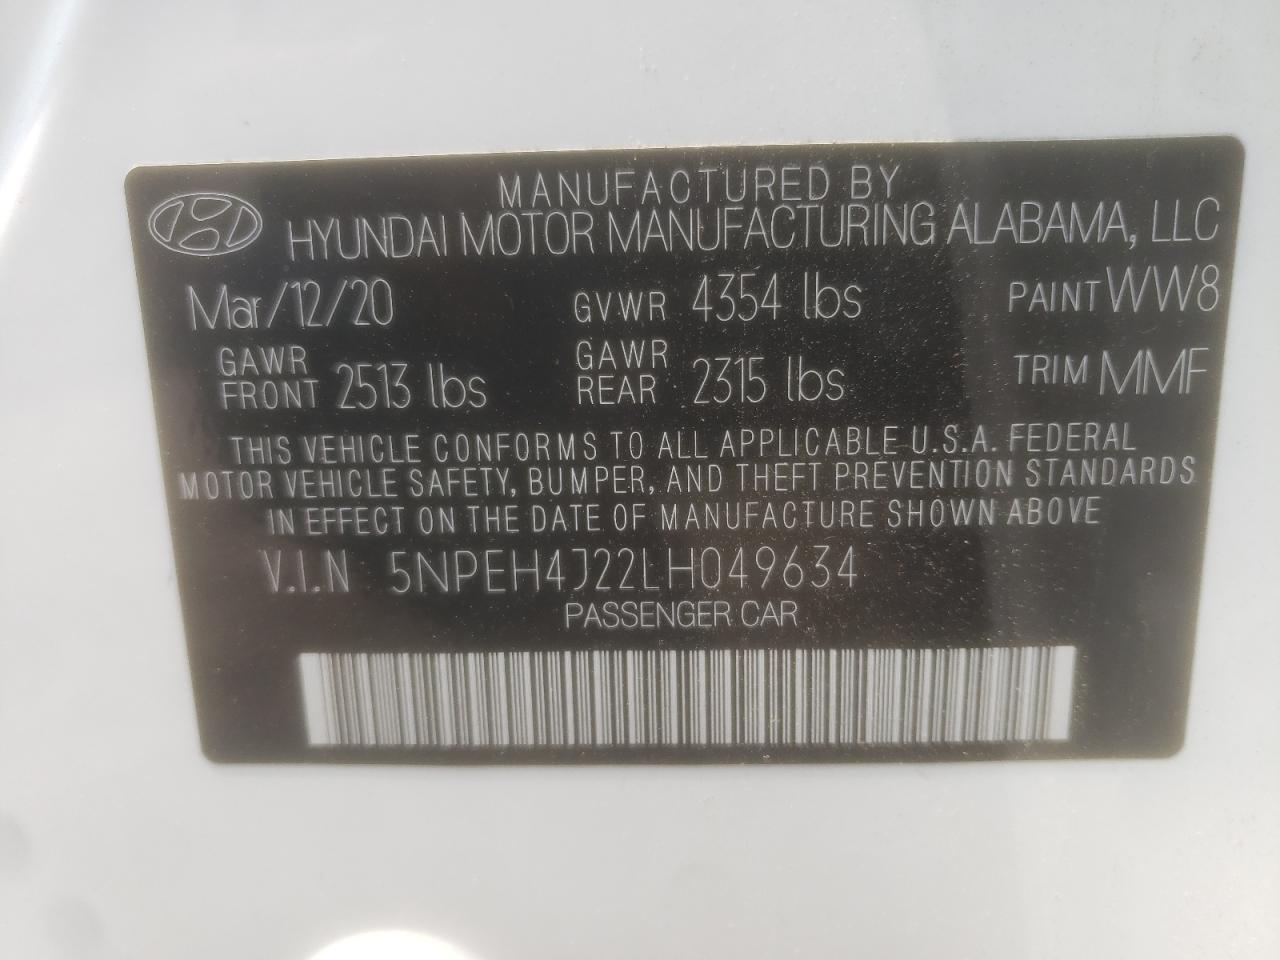 MANUFACTURED BY
HYUNDAI MOTOR MANUFACTURING ALABAMA, LLC
Mar/12/20 GVWR 4354 lbs PAINT WW8
GAWR FRONT 2513 lbs GAWR REAR 2315 lbs TRIM MMF
THIS VEHICLE CONFORMS TO ALL APPLICABLE U.S.A. FEDERAL
MOTOR VEHICLE SAFETY, BUMPER, AND THEFT PREVENTION STANDARDS
IN EFFECT ON THE DATE OF MANUFACTURE SHOWN ABOVE
V.I.N 5NPEH4J22LH049634
PASSENGER CAR